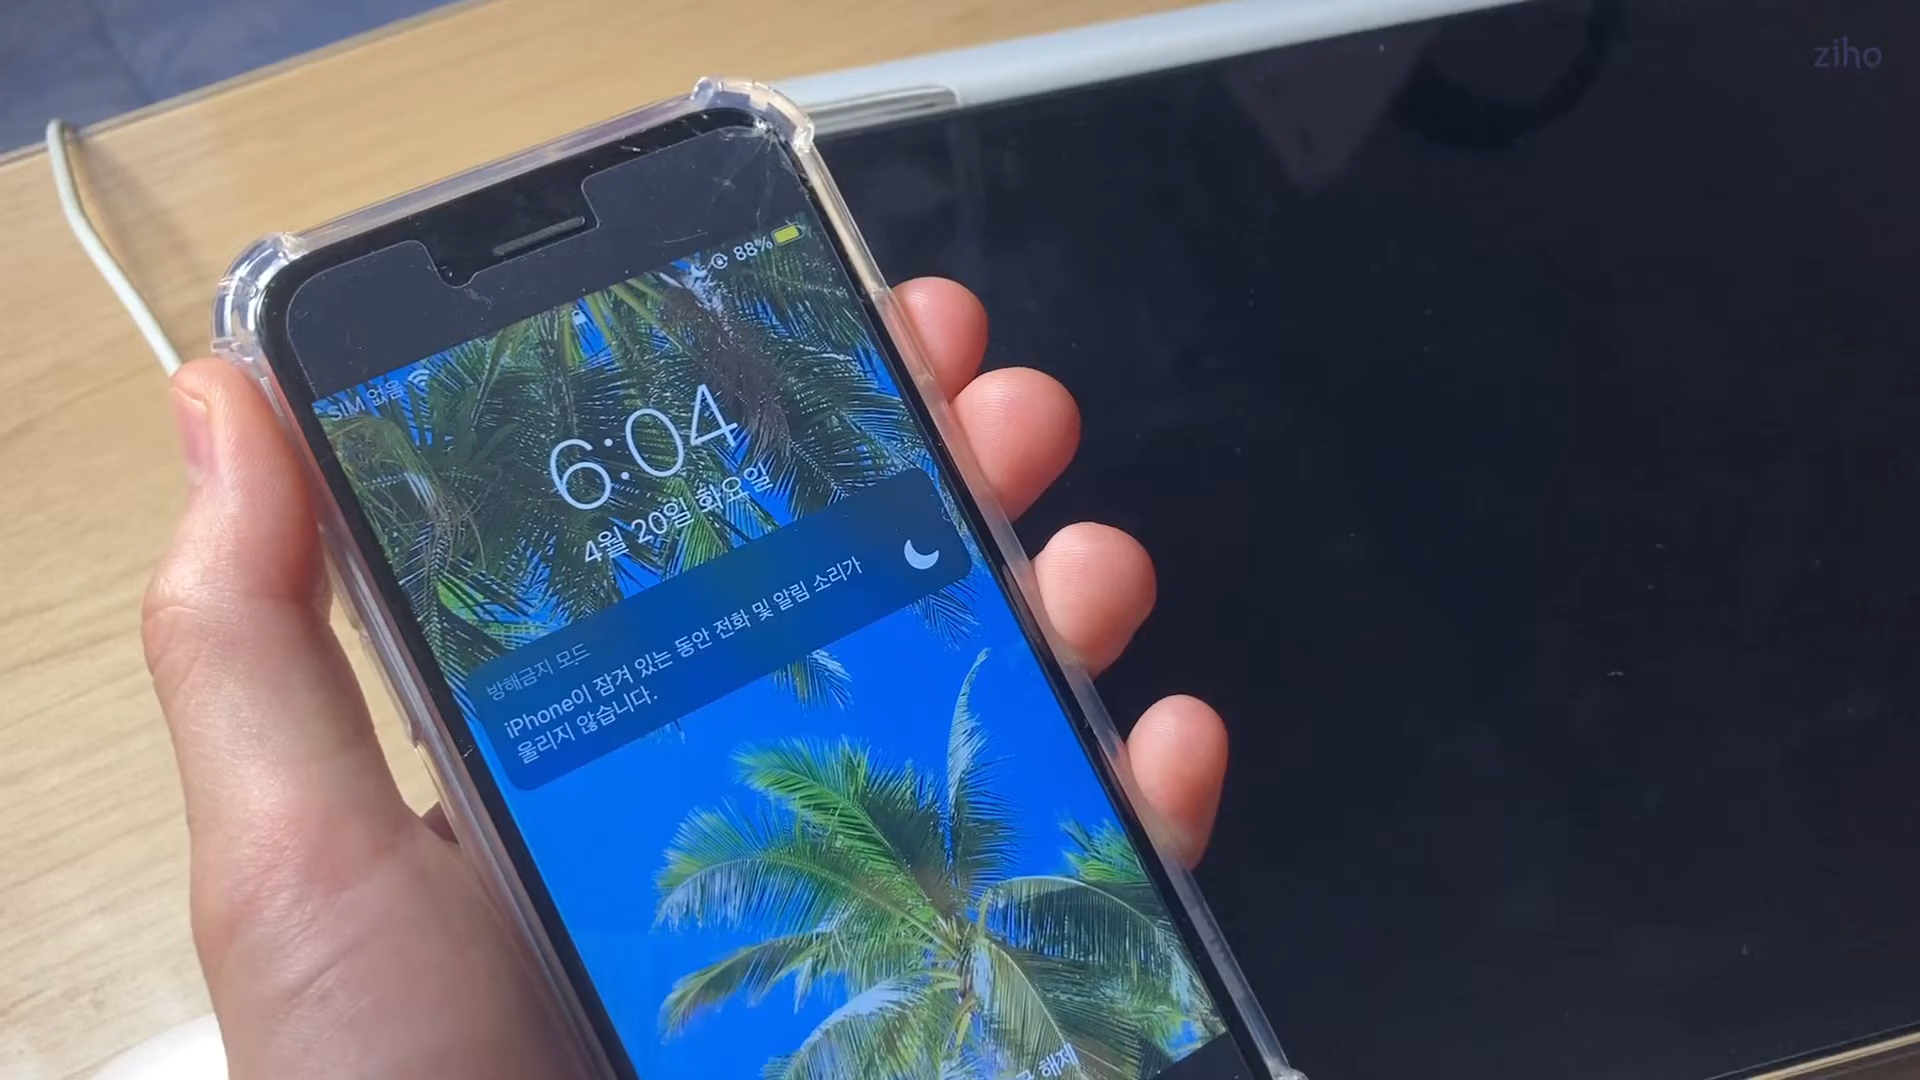 ziho
SIM 없음 88%
6:04
4월 20일 화요일
방해금지 모드
iPhone이 잠겨 있는 동안 전화 및 알림 소리가
울리지 않습니다.
해제